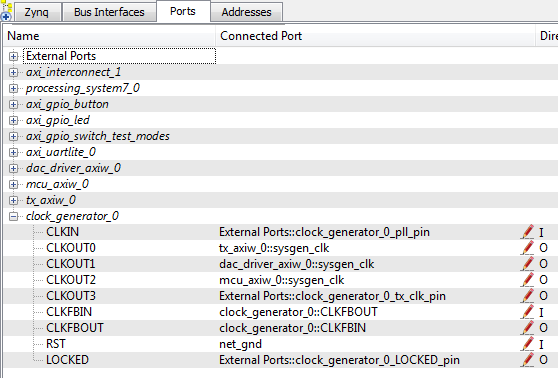 Zynq Bus Interfaces Ports Addresses
Name Connected Port Dire
External Ports
axi_interconnect_1
processing_system7_0
axi_gpio_button
axi_gpio_led
axi_gpio_switch_test_modes
axi_uartlite_0
dac_driver_axiw_0
mcu_axiw_0
tx_axiw_0
clock_generator_0
CLKIN External Ports::clock_generator_0_pll_pin I
CLKOUT0 tx_axiw_0::sysgen_clk O
CLKOUT1 dac_driver_axiw_0::sysgen_clk O
CLKOUT2 mcu_axiw_0::sysgen_clk O
CLKOUT3 External Ports::clock_generator_0_tx_clk_pin O
CLKFBIN clock_generator_0::CLKFBOUT I
CLKFBOUT clock_generator_0::CLKFBIN O
RST net_gnd I
LOCKED External Ports::clock_generator_0_LOCKED_pin O